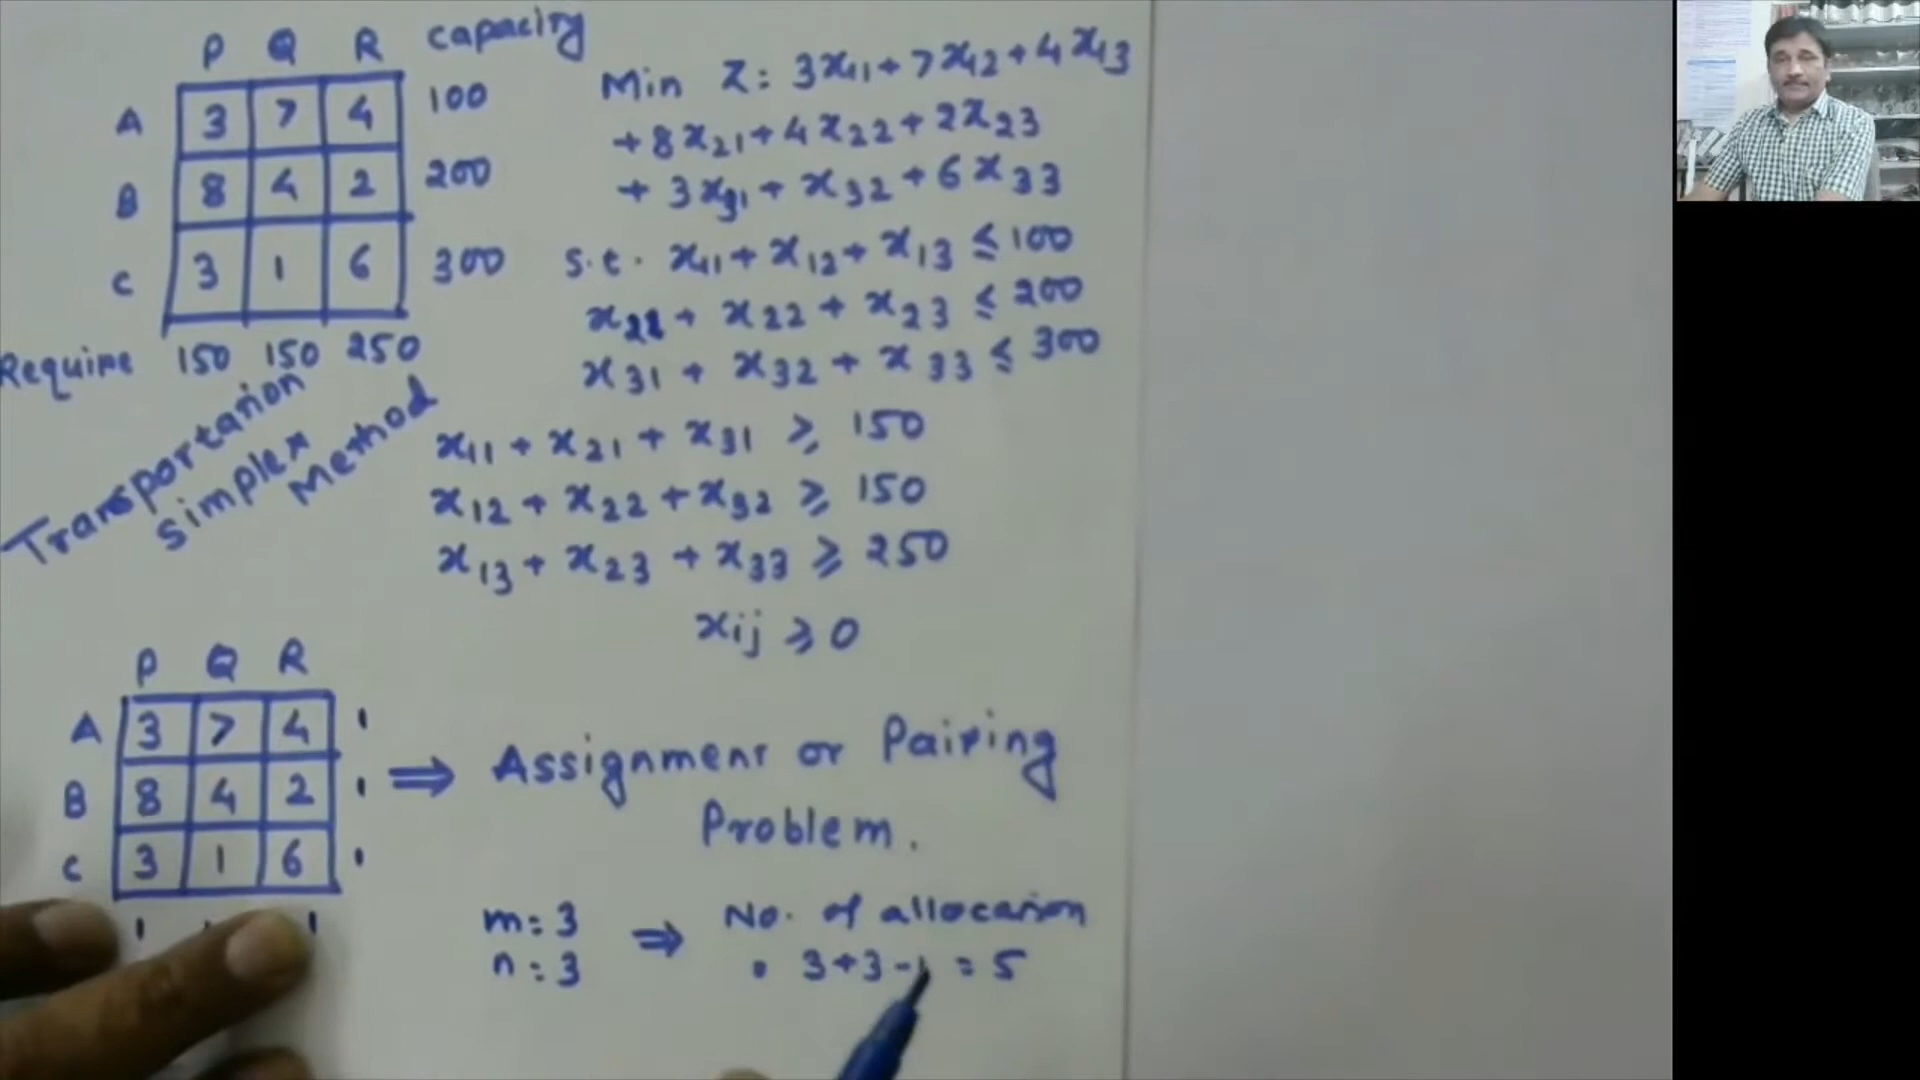 P Q R capacity
A 3 7 4 100
B 8 4 2 200
C 3 1 6 300
Require 150 150 250
Transportation
Simplex
Method
Min Z: 3x11 + 7x12 + 4x13
+ 8x21 + 4x22 + 2x23
+ 3x31 + x32 + 6x33
s.t. x11 + x12 + x13 ≤ 100
x22 + x22 + x23 ≤ 200
x31 + x32 + x33 ≤ 300
x11 + x21 + x31 ≥ 150
x12 + x22 + x32 ≥ 150
x13 + x23 + x33 ≥ 250
xij ≥ 0
P Q R
A 3 7 4 1
B 8 4 2 1
C 3 1 6 1
1 1 1
⇒ Assignment or Pairing
Problem.
m = 3 ⇒ No. of allocation
n = 3 = 3+3-1 = 5